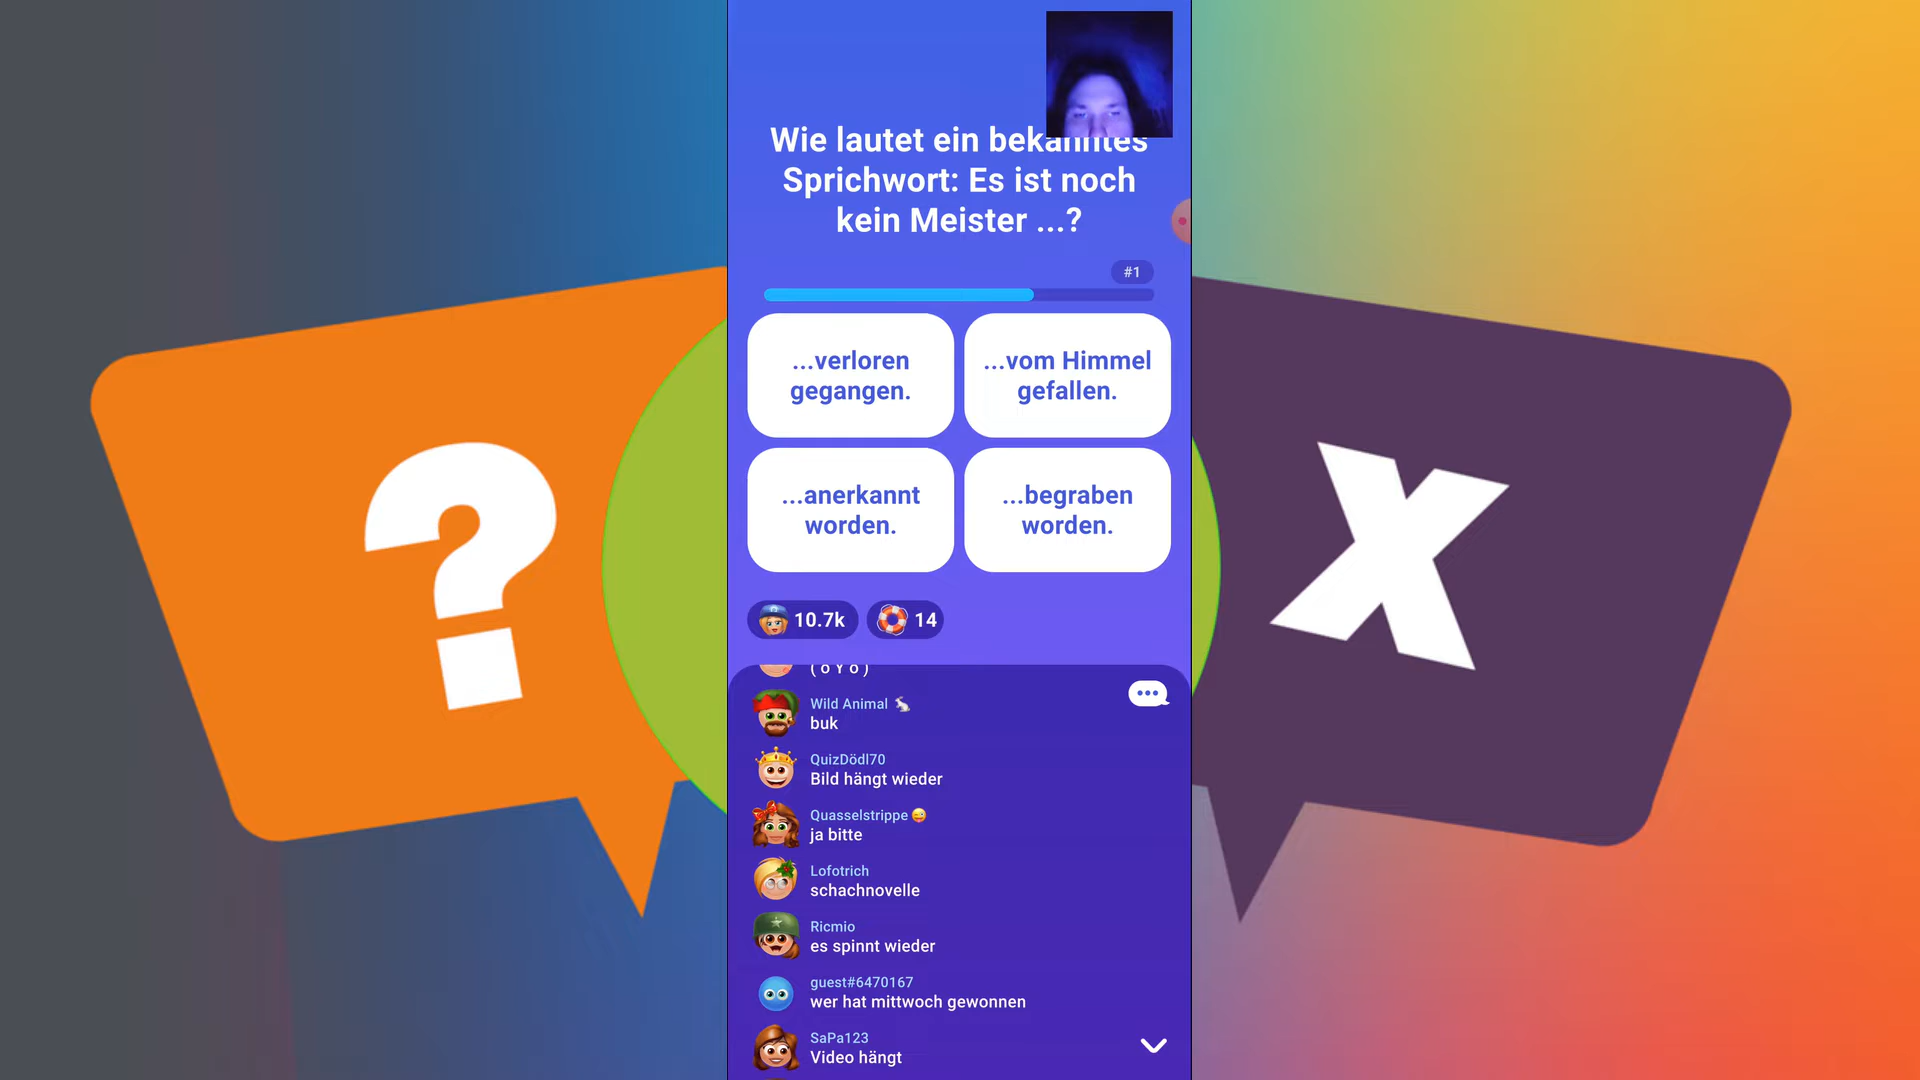 Wie lautet ein bekanntes
Sprichwort: Es ist noch
kein Meister ...?
#1
...verloren
gegangen.
...vom Himmel
gefallen.
...anerkannt
worden.
...begraben
worden.
10.7k
14
( o Y o )
Wild Animal
buk
QuizDödl70
Bild hängt wieder
Quasselstrippe
ja bitte
Lofotrich
schachnovelle
Ricmio
es spinnt wieder
guest#6470167
wer hat mittwoch gewonnen
SaPa123
Video hängt
?
X